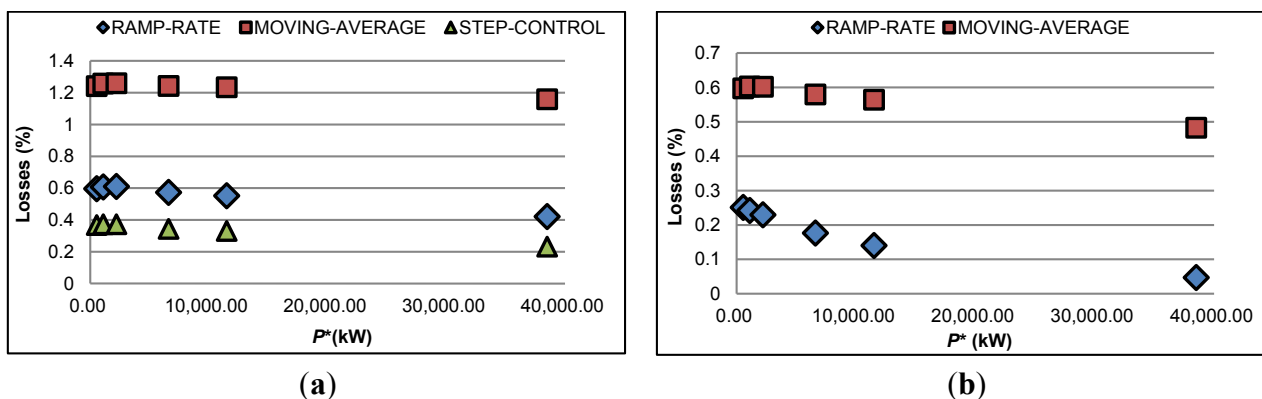 RAMP-RATE MOVING-AVERAGE STEP-CONTROL
1.4
1.2
1
0.8
0.6
0.4
0.2
0
Losses (%)
0.00 10,000.00 20,000.00 30,000.00 40,000.00
P*(kW)
(a)
RAMP-RATE MOVING-AVERAGE
0.7
0.6
0.5
0.4
0.3
0.2
0.1
0
Losses (%)
0.00 10,000.00 20,000.00 30,000.00 40,000.00
P* (kW)
(b)